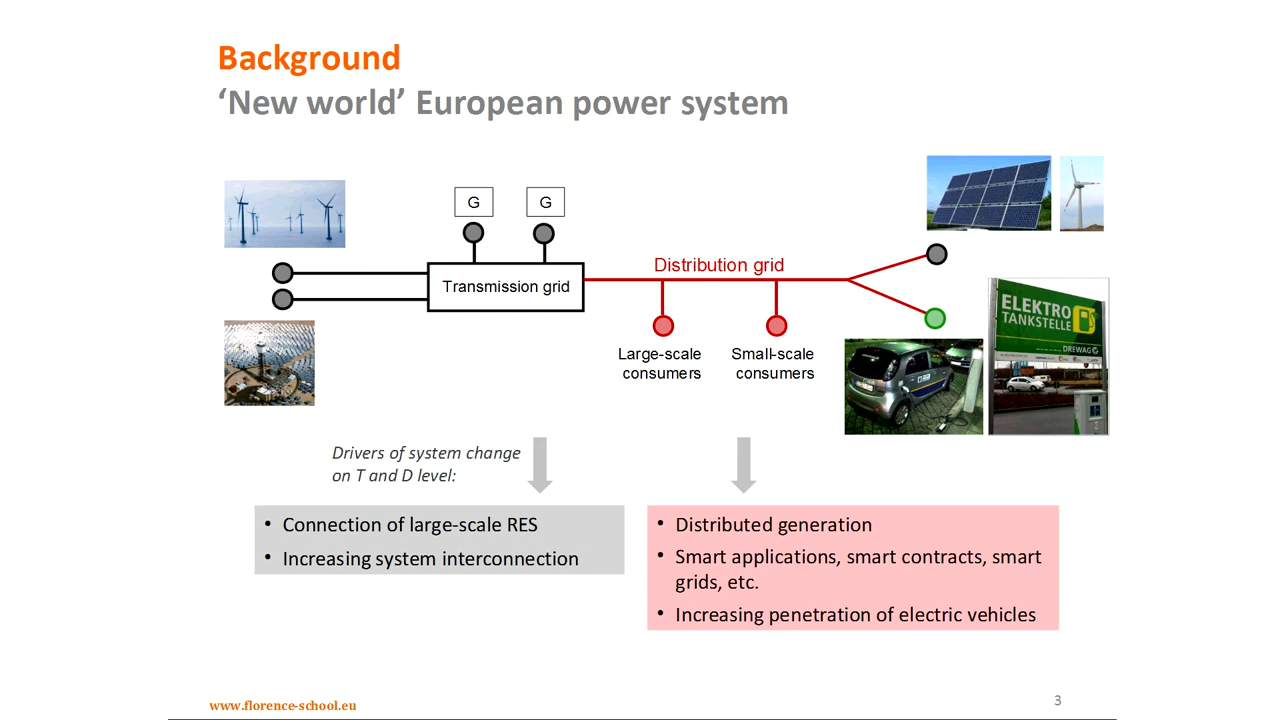 Background
‘New world’ European power system
G
G
Transmission grid
Distribution grid
Large-scale
consumers
Small-scale
consumers
ELEKTRO
TANKSTELLE
DREWAG
Drivers of system change
on T and D level:
• Connection of large-scale RES
• Increasing system interconnection
• Distributed generation
• Smart applications, smart contracts, smart
grids, etc.
• Increasing penetration of electric vehicles
www.florence-school.eu
3